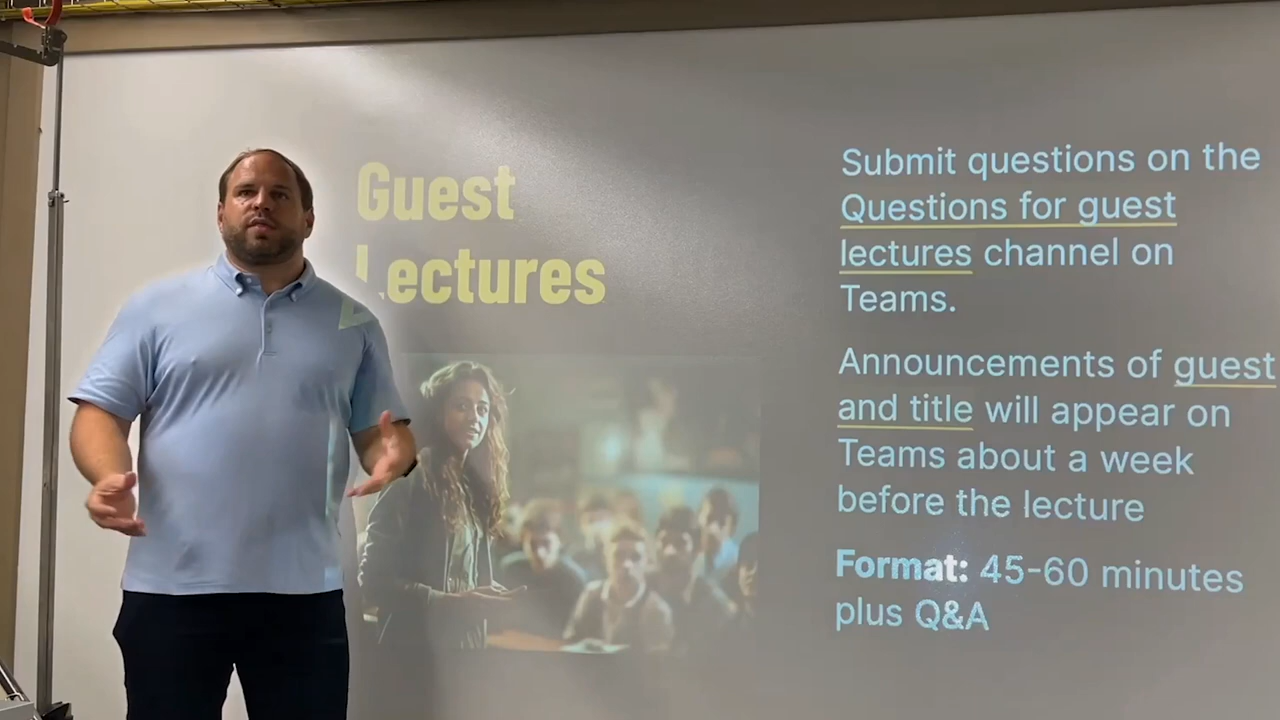 Guest
Lectures
Submit questions on the
Questions for guest
lectures channel on
Teams.
Announcements of guest
and title will appear on
Teams about a week
before the lecture
Format: 45-60 minutes
plus Q&A